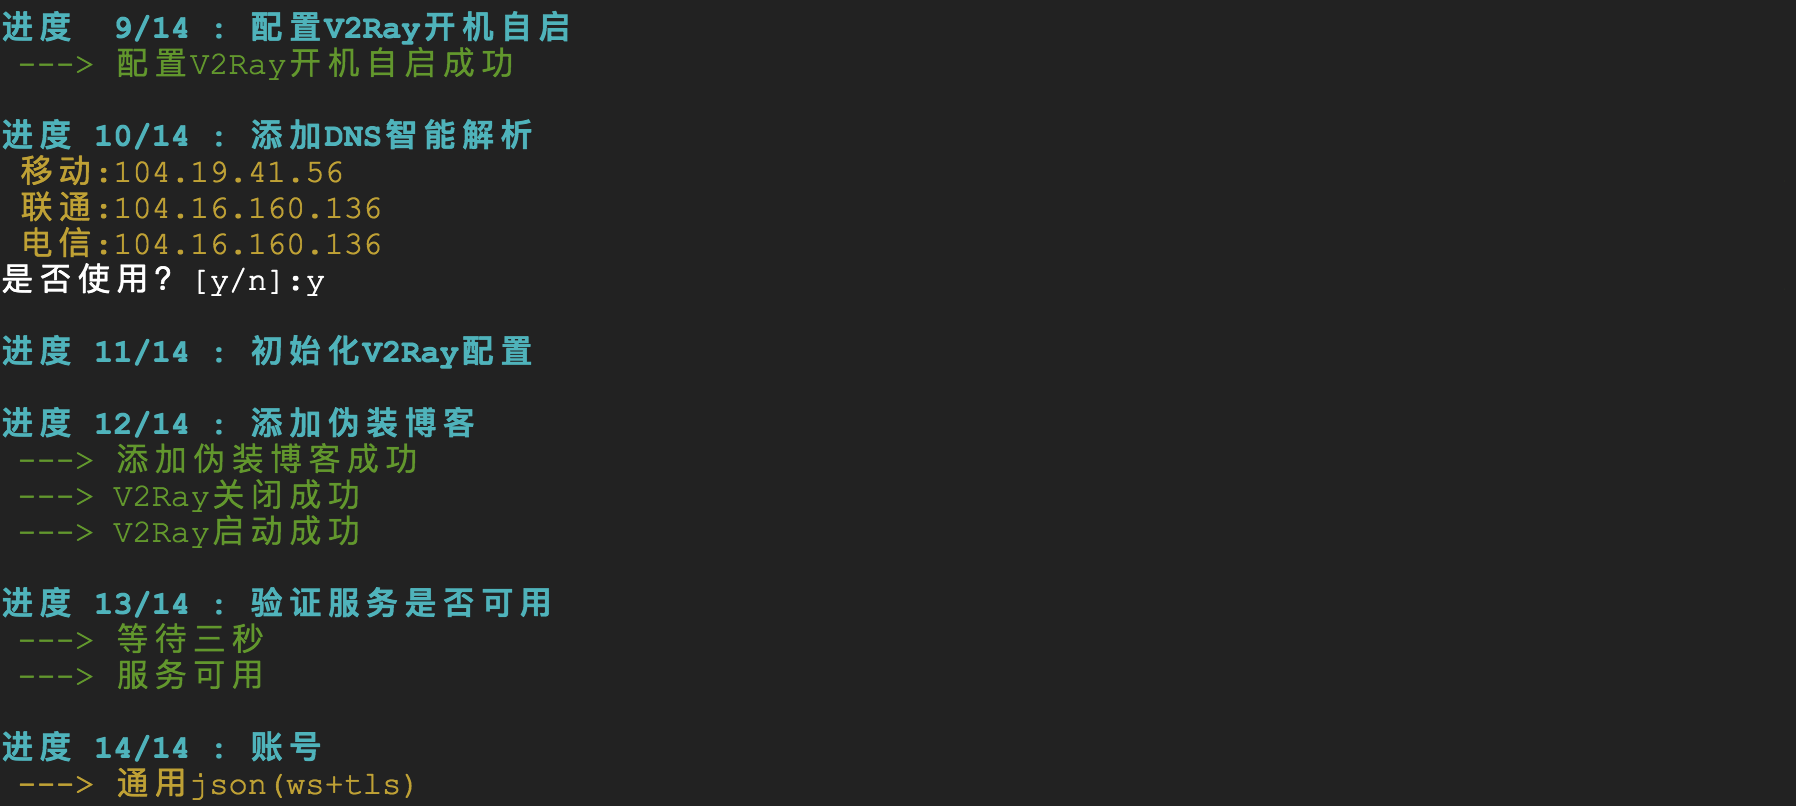 进度  9/14 : 配置V2Ray开机自启
 ---> 配置V2Ray开机自启成功
进度 10/14 : 添加DNS智能解析
 移动:104.19.41.56
 联通:104.16.160.136
 电信:104.16.160.136
是否使用? [y/n]:y
进度 11/14 : 初始化V2Ray配置
进度 12/14 : 添加伪装博客
 ---> 添加伪装博客成功
 ---> V2Ray关闭成功
 ---> V2Ray启动成功
进度 13/14 : 验证服务是否可用
 ---> 等待三秒
 ---> 服务可用
进度 14/14 : 账号
 ---> 通用json(ws+tls)